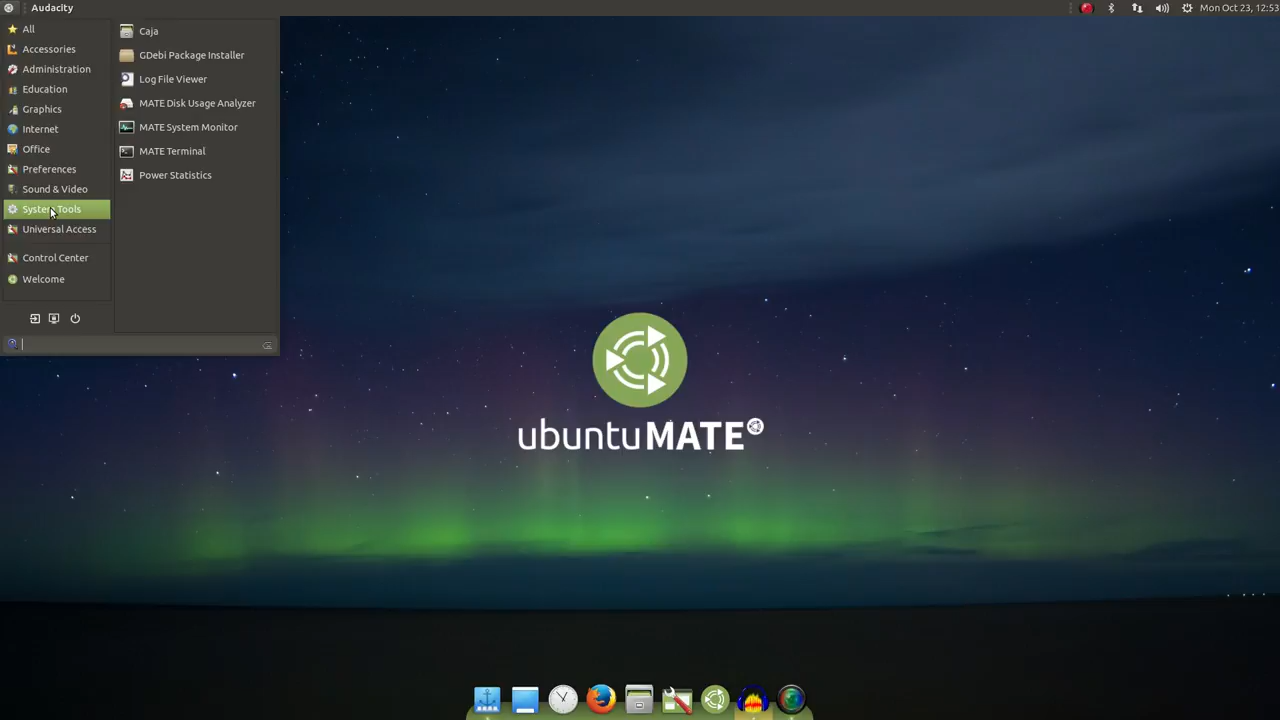 Audacity
Mon Oct 23, 12:53
All
Accessories
Administration
Education
Graphics
Internet
Office
Preferences
Sound & Video
System Tools
Universal Access
Control Center
Welcome
Caja
GDebi Package Installer
Log File Viewer
MATE Disk Usage Analyzer
MATE System Monitor
MATE Terminal
Power Statistics
ubuntu MATE